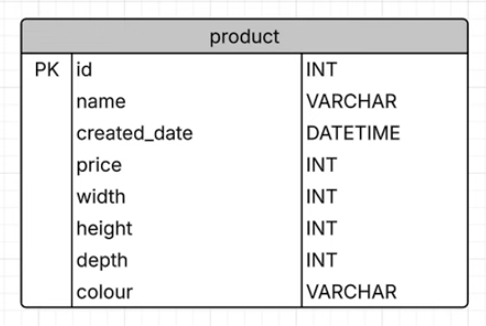 product
PK id INT
name VARCHAR
created_date DATETIME
price INT
width INT
height INT
depth INT
colour VARCHAR